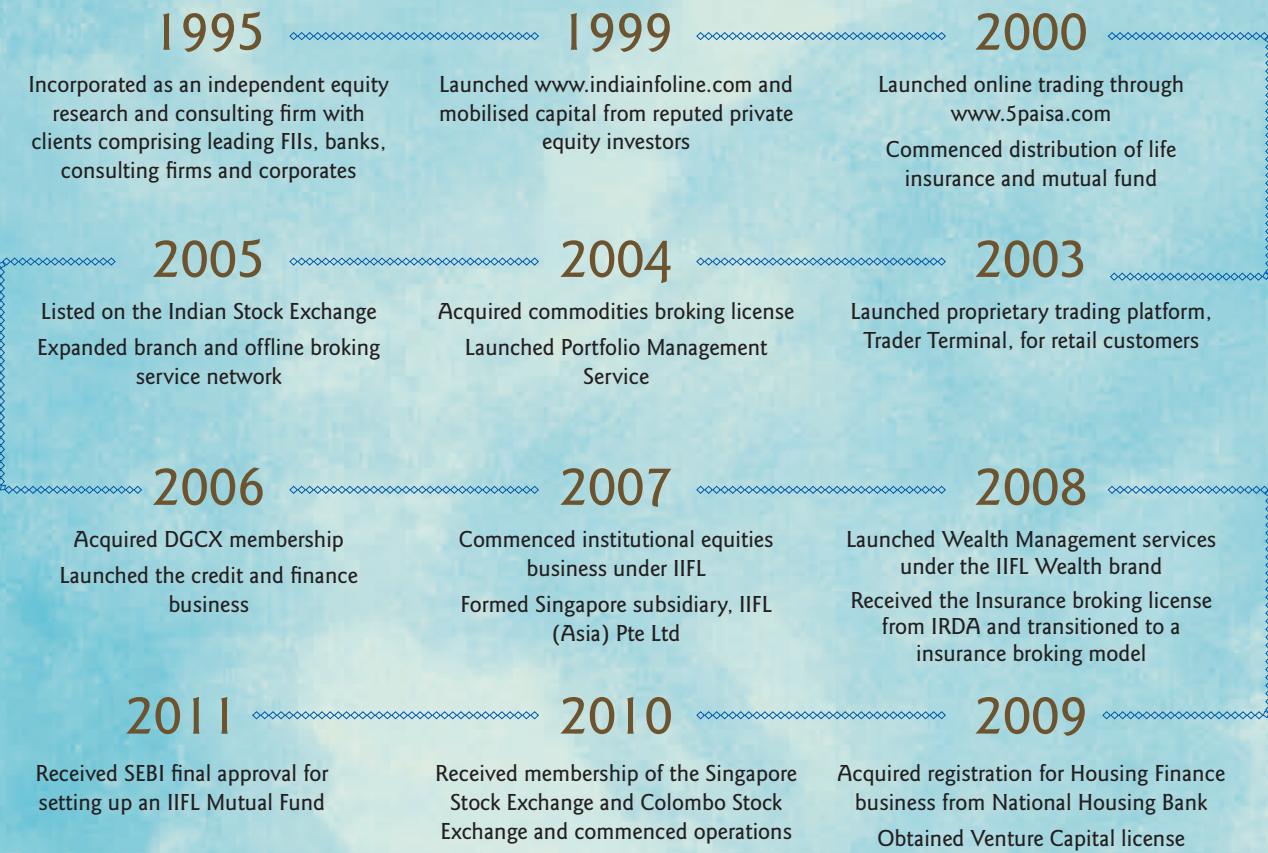 1995
Incorporated as an independent equity
research and consulting firm with
clients comprising leading FIIs, banks,
consulting firms and corporates
1999
Launched www.indiainfoline.com and
mobilised capital from reputed private
equity investors
2000
Launched online trading through
www.5paisa.com
Commenced distribution of life
insurance and mutual fund
2003
Launched proprietary trading platform,
Trader Terminal, for retail customers
2004
Acquired commodities broking license
Launched Portfolio Management
Service
2005
Listed on the Indian Stock Exchange
Expanded branch and offline broking
service network
2006
Acquired DGCX membership
Launched the credit and finance
business
2007
Commenced institutional equities
business under IIFL
Formed Singapore subsidiary, IIFL
(Asia) Pte Ltd
2008
Launched Wealth Management services
under the IIFL Wealth brand
Received the Insurance broking license
from IRDA and transitioned to a
insurance broking model
2009
Acquired registration for Housing Finance
business from National Housing Bank
Obtained Venture Capital license
2010
Received membership of the Singapore
Stock Exchange and Colombo Stock
Exchange and commenced operations
2011
Received SEBI final approval for
setting up an IIFL Mutual Fund